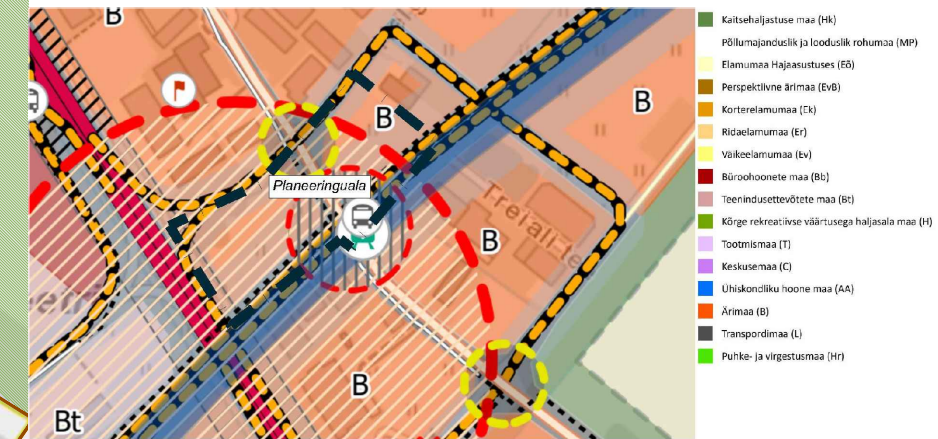 B
B
B
Planeeringuala
Treiali te
B
B
Bt
Kaitsehaljastuse maa (Hk)
Põllumajanduslik ja looduslik rohumaa (MP)
Elamumaa Hajaasustuses (Eõ)
Perspektiivne ärimaa (EvB)
Korterelamumaa (Ek)
Ridaelamumaa (Er)
Väikeelamumaa (Ev)
Büroohoonete maa (Bb)
Teenindusettevõtete maa (Bt)
Kõrge rekreatiivse väärtusega haljasala maa (H)
Tootmismaa (T)
Keskusemaa (C)
Ühiskondliku hoone maa (AA)
Ärimaa (B)
Transpordimaa (L)
Puhke- ja virgestusmaa (Hr)